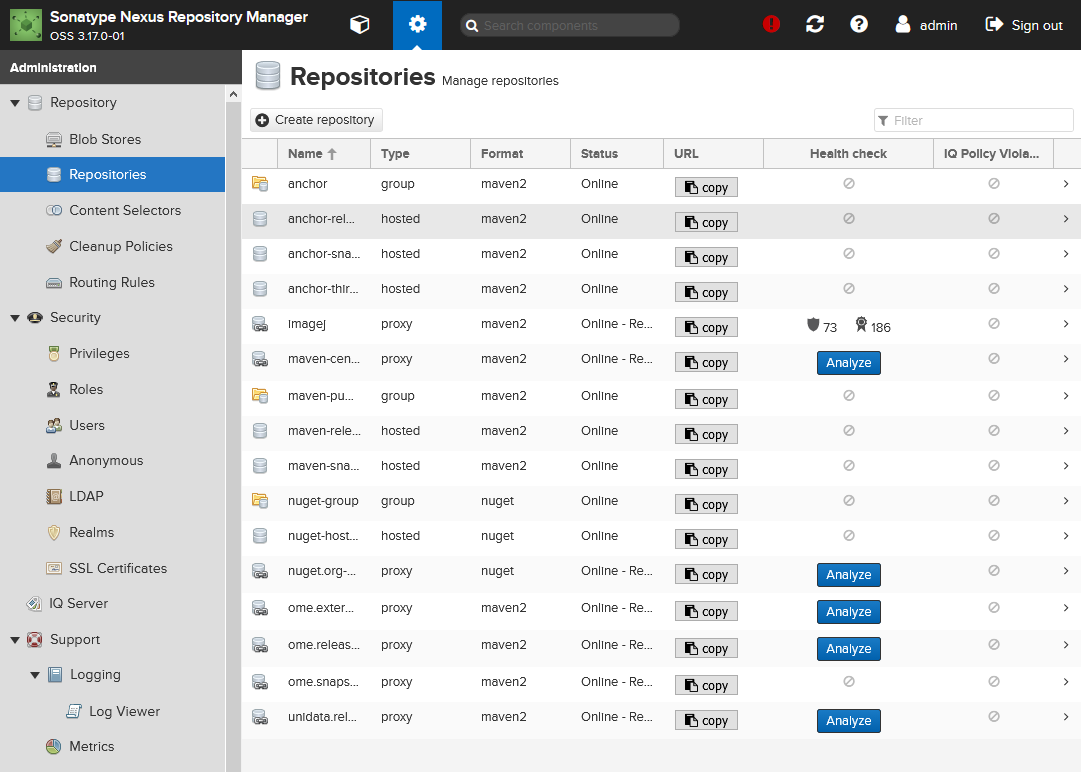 Sonatype Nexus Repository Manager
OSS 3.17.0-01
Search components
admin
Sign out
Administration
Repository
Blob Stores
Repositories
Content Selectors
Cleanup Policies
Routing Rules
Security
Privileges
Roles
Users
Anonymous
LDAP
Realms
SSL Certificates
IQ Server
Support
Logging
Log Viewer
Metrics
Repositories Manage repositories
Create repository
Filter
Name Type Format Status URL Health check IQ Policy Viola...
anchor group maven2 Online copy
anchor-rel... hosted maven2 Online copy
anchor-sna... hosted maven2 Online copy
anchor-thir... hosted maven2 Online copy
imagej proxy maven2 Online - Re... copy 73 186
maven-cen... proxy maven2 Online - Re... copy Analyze
maven-pu... group maven2 Online copy
maven-rele... hosted maven2 Online copy
maven-sna... hosted maven2 Online copy
nuget-group group nuget Online copy
nuget-host... hosted nuget Online copy
nuget.org-... proxy nuget Online - Re... copy Analyze
ome.exter... proxy maven2 Online - Re... copy Analyze
ome.releas... proxy maven2 Online - Re... copy Analyze
ome.snaps... proxy maven2 Online - Re... copy
unidata.rel... proxy maven2 Online - Re... copy Analyze